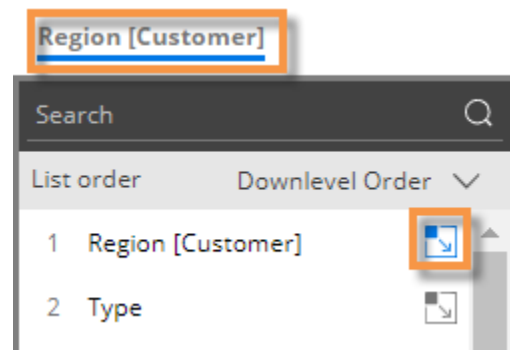 Region [Customer]
Search
List order Downlevel Order
1 Region [Customer]
2 Type